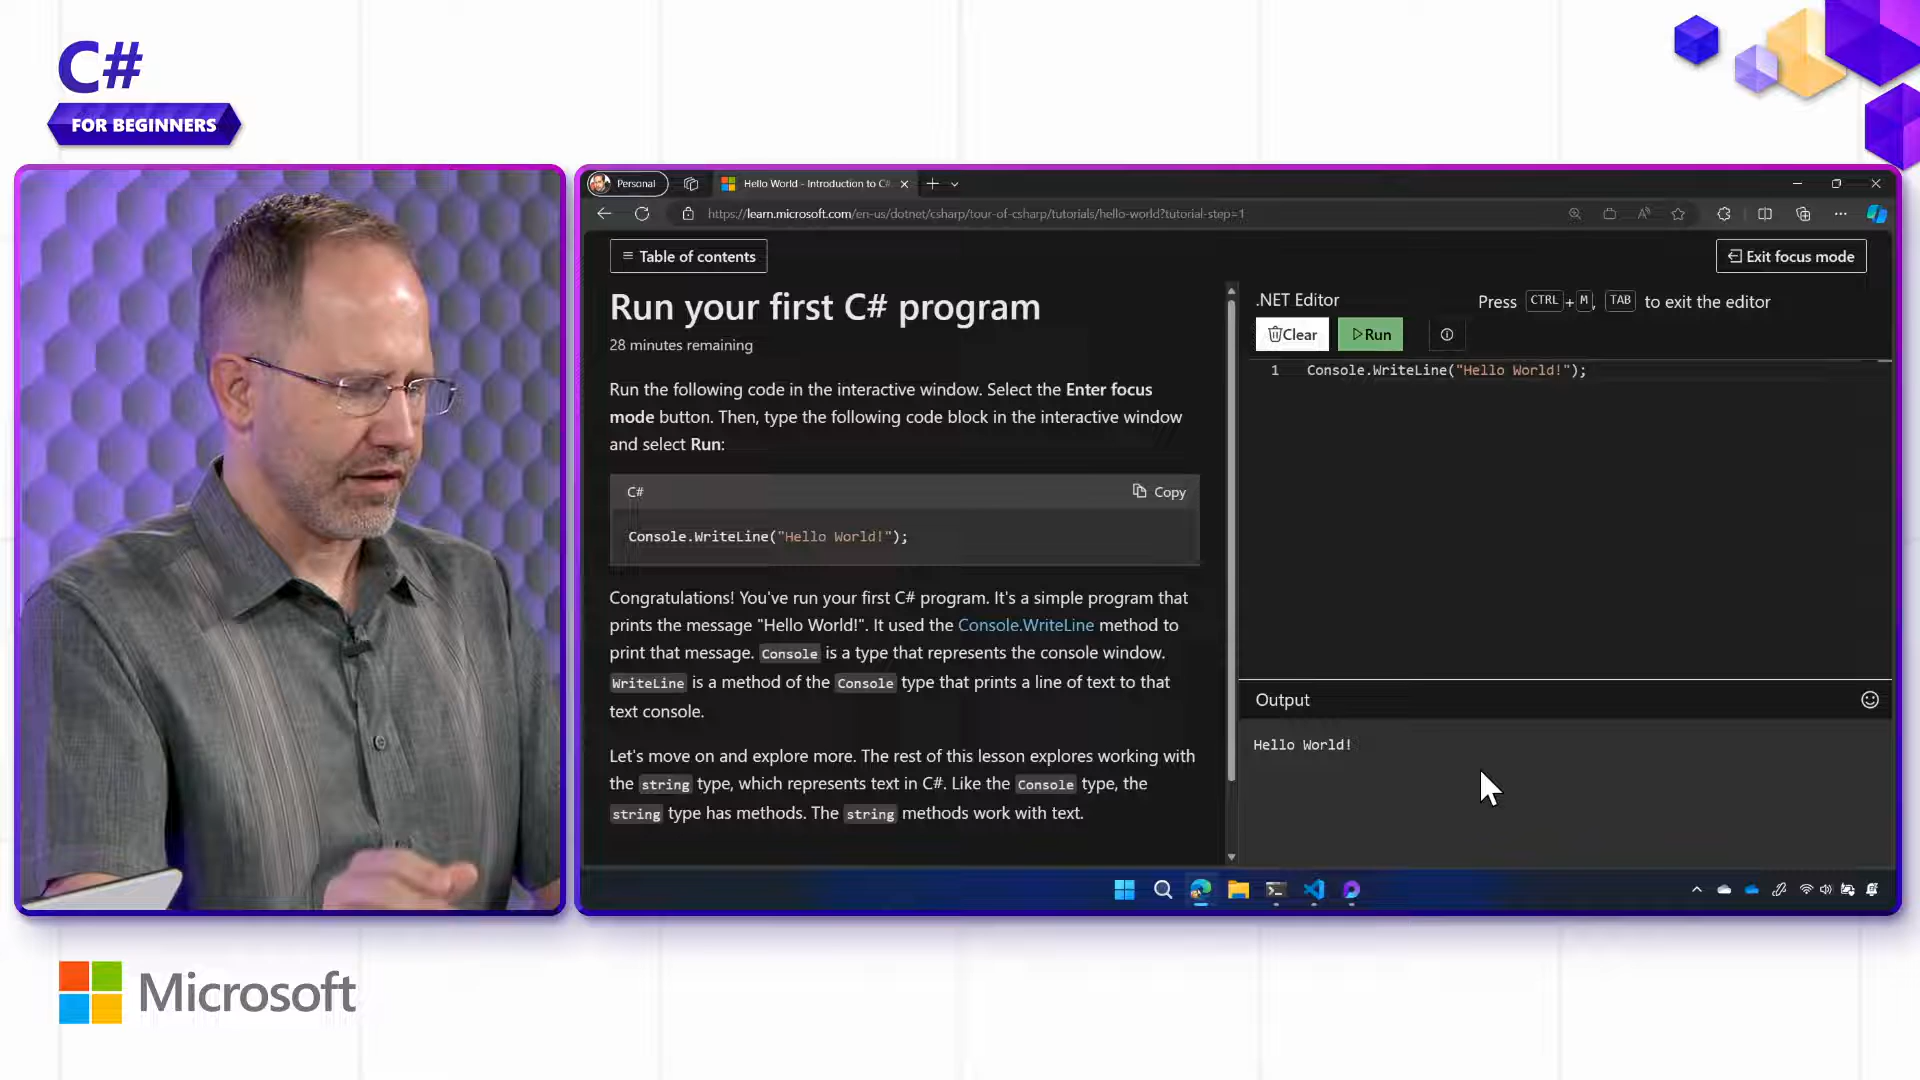 C#
FOR BEGINNERS
Personal
Hello World - Introduction to C#
https://learn.microsoft.com/en-us/dotnet/csharp/tour-of-csharp/tutorials/hello-world?tutorial-step=1
Table of contents
Exit focus mode
Run your first C# program
28 minutes remaining
Run the following code in the interactive window. Select the Enter focus
mode button. Then, type the following code block in the interactive window
and select Run:
C#
Copy
Console.WriteLine("Hello World!");
Congratulations! You've run your first C# program. It's a simple program that
prints the message "Hello World!". It used the Console.WriteLine method to
print that message. Console is a type that represents the console window.
WriteLine is a method of the Console type that prints a line of text to that
text console.
Let's move on and explore more. The rest of this lesson explores working with
the string type, which represents text in C#. Like the Console type, the
string type has methods. The string methods work with text.
.NET Editor
Press CTRL+M, TAB to exit the editor
Clear
Run
1 Console.WriteLine("Hello World!");
Output
Hello World!
Microsoft